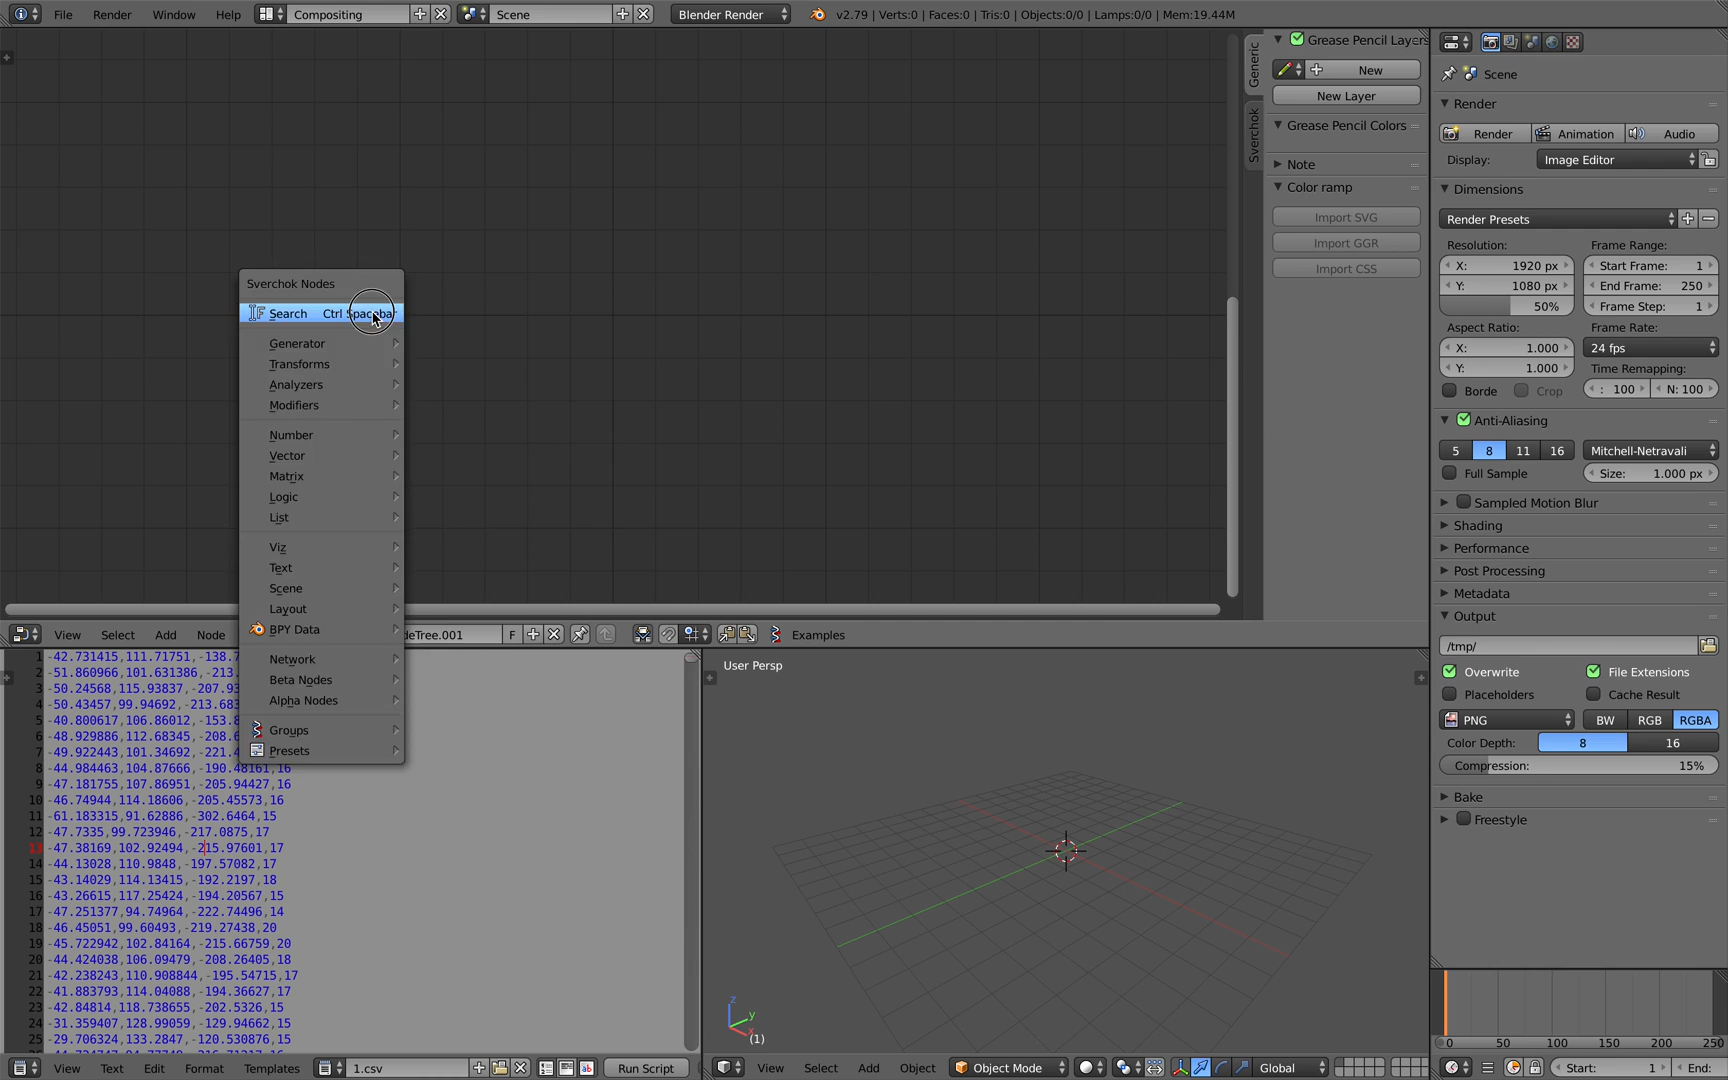 File Render Window Help Compositing Scene Blender Render v2.79 | Verts:0 | Faces:0 | Tris:0 | Objects:0/0 | Lamps:0/0 | Mem:19.44M
Generic
Sverchok
Grease Pencil Layers
New
New Layer
Grease Pencil Colors
Note
Color ramp
Import SVG
Import GGR
Import CSS
Scene
Render
Render Animation Audio
Display: Image Editor
Dimensions
Render Presets
Resolution: Frame Range:
X: 1920 px Start Frame: 1
Y: 1080 px End Frame: 250
50% Frame Step: 1
Aspect Ratio: Frame Rate:
X: 1.000 24 fps
Y: 1.000 Time Remapping:
Borde Crop : 100 N: 100
Anti-Aliasing
5 8 11 16 Mitchell-Netravali
Full Sample Size: 1.000 px
Sampled Motion Blur
Shading
Performance
Post Processing
Metadata
Output
/tmp/
Overwrite File Extensions
Placeholders Cache Result
PNG BW RGB RGBA
Color Depth: 8 16
Compression: 15%
Bake
Freestyle
Sverchok Nodes
Search Ctrl Spacebar
Generator
Transforms
Analyzers
Modifiers
Number
Vector
Matrix
Logic
List
Viz
Text
Scene
Layout
BPY Data
Network
Beta Nodes
Alpha Nodes
Groups
Presets
View Select Add Node deTree.001 F Examples
1 -42.731415,111.71751,-138.7
2 -51.860966,101.631386,-213.
3 -50.24568,115.93837,-207.93
4 -50.43457,99.94692,-213.683
5 -40.800617,106.86012,-153.8
6 -48.929886,112.68345,-208.6
7 -49.922443,101.34692,-221.4
8 -44.984463,104.87666,-190.48161,16
9 -47.181755,107.86951,-205.94427,16
10 -46.74944,114.18606,-205.45573,16
11 -61.183315,91.62886,-302.6464,15
12 -47.7335,99.723946,-217.0875,17
13 -47.38169,102.92494,-215.97601,17
14 -44.13028,110.9848,-197.57082,17
15 -43.14029,114.13415,-192.2197,18
16 -43.26615,117.25424,-194.20567,15
17 -47.251377,94.74964,-222.74496,14
18 -46.45051,99.60493,-219.27438,20
19 -45.722942,102.84164,-215.66759,20
20 -44.424038,106.09479,-208.26405,18
21 -42.238243,110.908844,-195.54715,17
22 -41.883793,114.04088,-194.36627,17
23 -42.84814,118.738655,-202.5326,15
24 -31.359407,128.99059,-129.94662,15
25 -29.706324,133.2847,-120.530876,15
User Persp
z
y
x
(1)
0 50 100 150 200 250
View Text Edit Format Templates 1.csv Run Script
View Select Add Object Object Mode Global
Start: 1 End: